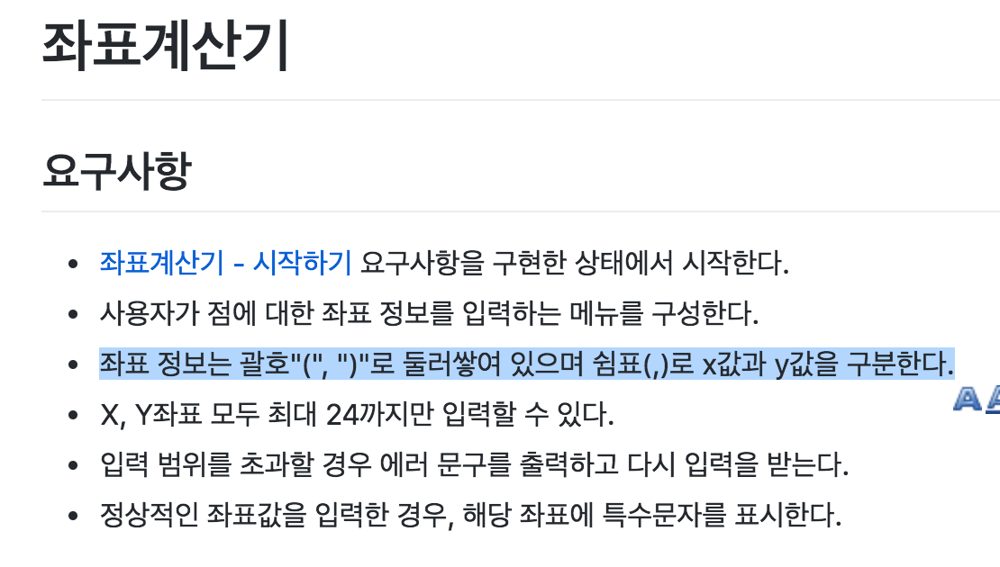 좌표계산기
요구사항
좌표계산기 - 시작하기 요구사항을 구현한 상태에서 시작한다.
사용자가 점에 대한 좌표 정보를 입력하는 메뉴를 구성한다.
좌표 정보는 괄호"(", ")"로 둘러쌓여 있으며 쉼표(,)로 x값과 y값을 구분한다.
X, Y좌표 모두 최대 24까지만 입력할 수 있다.
입력 범위를 초과할 경우 에러 문구를 출력하고 다시 입력을 받는다.
정상적인 좌표값을 입력한 경우, 해당 좌표에 특수문자를 표시한다.